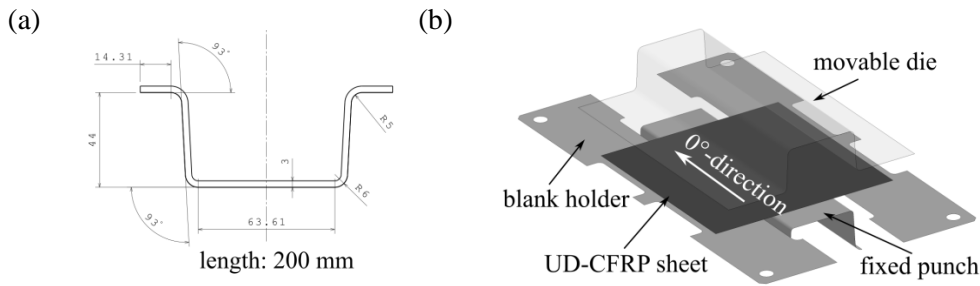 (a)
93°
14.31
44
3
R5
R6
63.61
93°
length: 200 mm
(b)
movable die
0°-direction
blank holder
UD-CFRP sheet
fixed punch